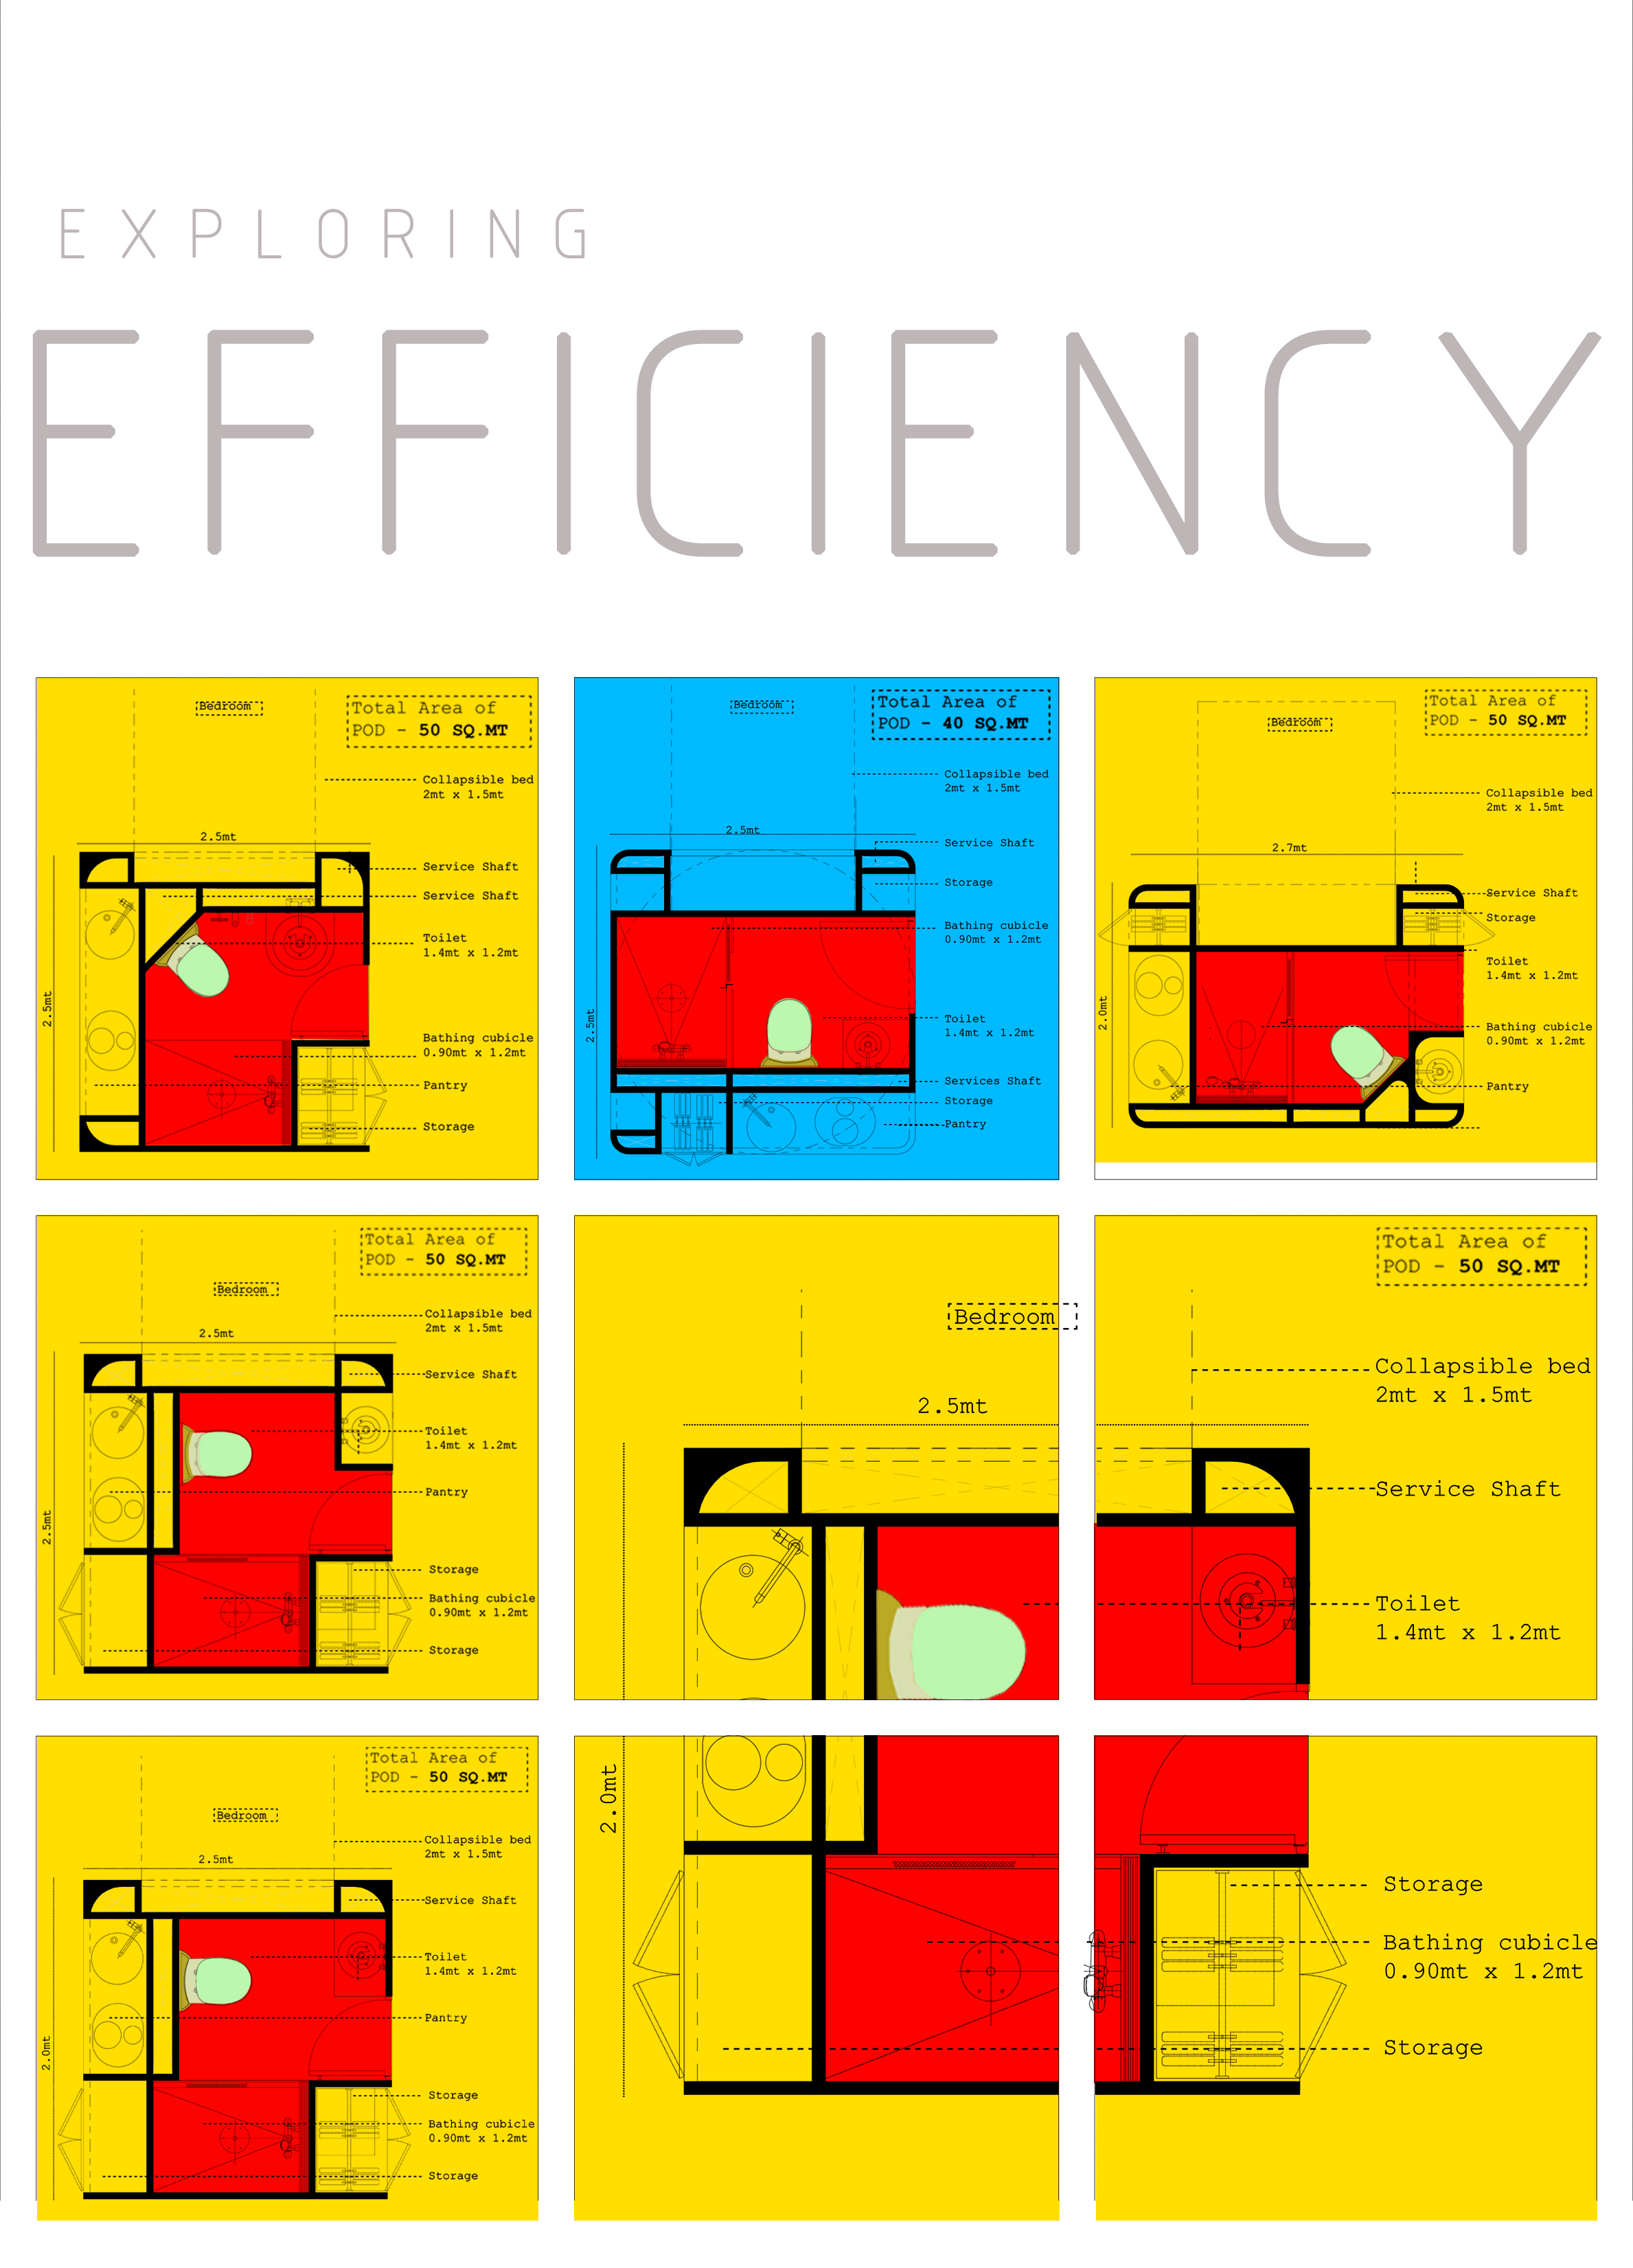 EXPLORING
EFFICIENCY
Bedroom
Total Area of
POD - 50 SQ.MT
Collapsible bed
2mt x 1.5mt
2.5mt
Service Shaft
Service Shaft
Toilet
1.4mt x 1.2mt
2.5mt
Bathing cubicle
0.90mt x 1.2mt
Pantry
Storage
Bedroom
Total Area of
POD - 40 SQ.MT
Collapsible bed
2mt x 1.5mt
2.5mt
Service Shaft
Storage
Bathing cubicle
0.90mt x 1.2mt
2.5mt
Toilet
1.4mt x 1.2mt
Services Shaft
Storage
Pantry
Bedroom
Total Area of
POD - 50 SQ.MT
Collapsible bed
2mt x 1.5mt
2.7mt
Service Shaft
Storage
Toilet
1.4mt x 1.2mt
2.0mt
Bathing cubicle
0.90mt x 1.2mt
Pantry
Total Area of
POD - 50 SQ.MT
Bedroom
Collapsible bed
2mt x 1.5mt
2.5mt
Service Shaft
Toilet
1.4mt x 1.2mt
Pantry
2.5mt
Storage
Bathing cubicle
0.90mt x 1.2mt
Storage
Total Area of
POD - 50 SQ.MT
Bedroom
Collapsible bed
2mt x 1.5mt
2.5mt
Service Shaft
Toilet
1.4mt x 1.2mt
Total Area of
POD - 50 SQ.MT
Bedroom
Collapsible bed
2mt x 1.5mt
2.5mt
Service Shaft
Toilet
1.4mt x 1.2mt
Pantry
2.0mt
Storage
Bathing cubicle
0.90mt x 1.2mt
Storage
2.0mt
Storage
Bathing cubicle
0.90mt x 1.2mt
Storage